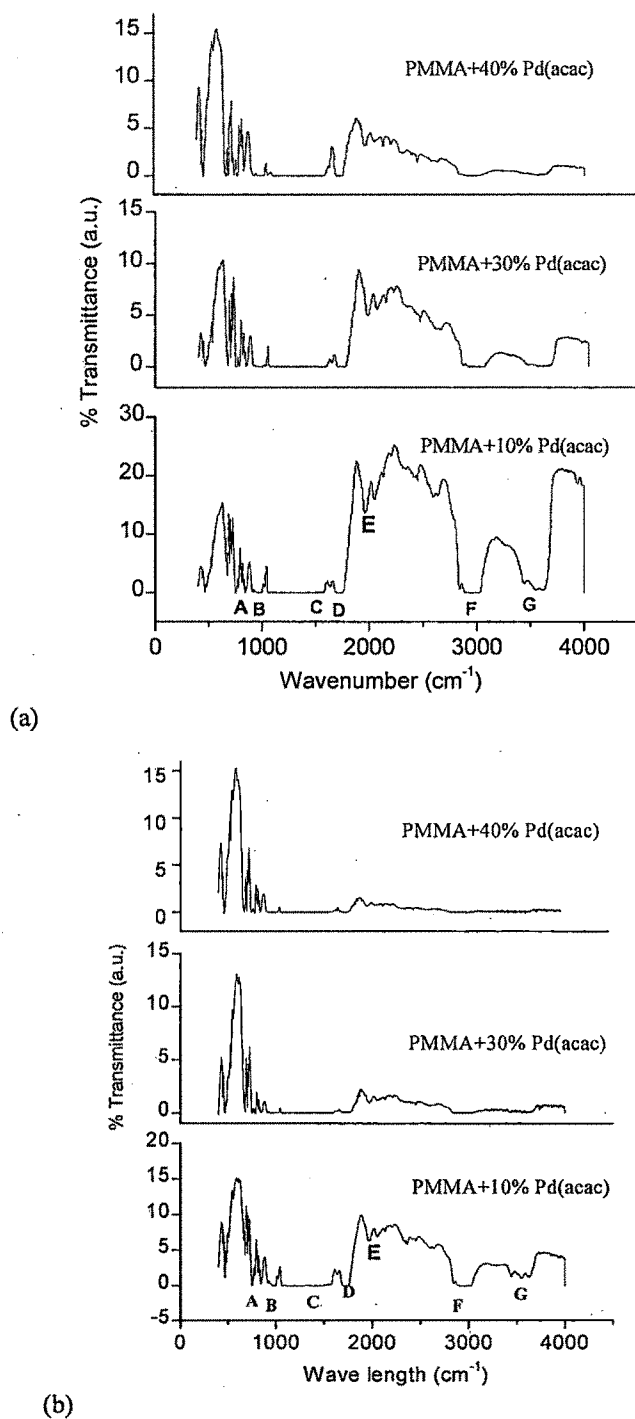 PMMA+40% Pd(acac)
15
10
5
0
PMMA+30% Pd(acac)
15
10
5
0
% Transmittance (a.u.)
PMMA+10% Pd(acac)
30
20
10
0
E
A B C D F G
0 1000 2000 3000 4000
Wavenumber (cm⁻¹)
(a)
PMMA+40% Pd(acac)
15
10
5
0
PMMA+30% Pd(acac)
15
10
5
0
% Transmittance (a.u.)
PMMA+10% Pd(acac)
20
15
10
5
0
-5
E
A B C D F G
0 1000 2000 3000 4000
Wave length (cm⁻¹)
(b)